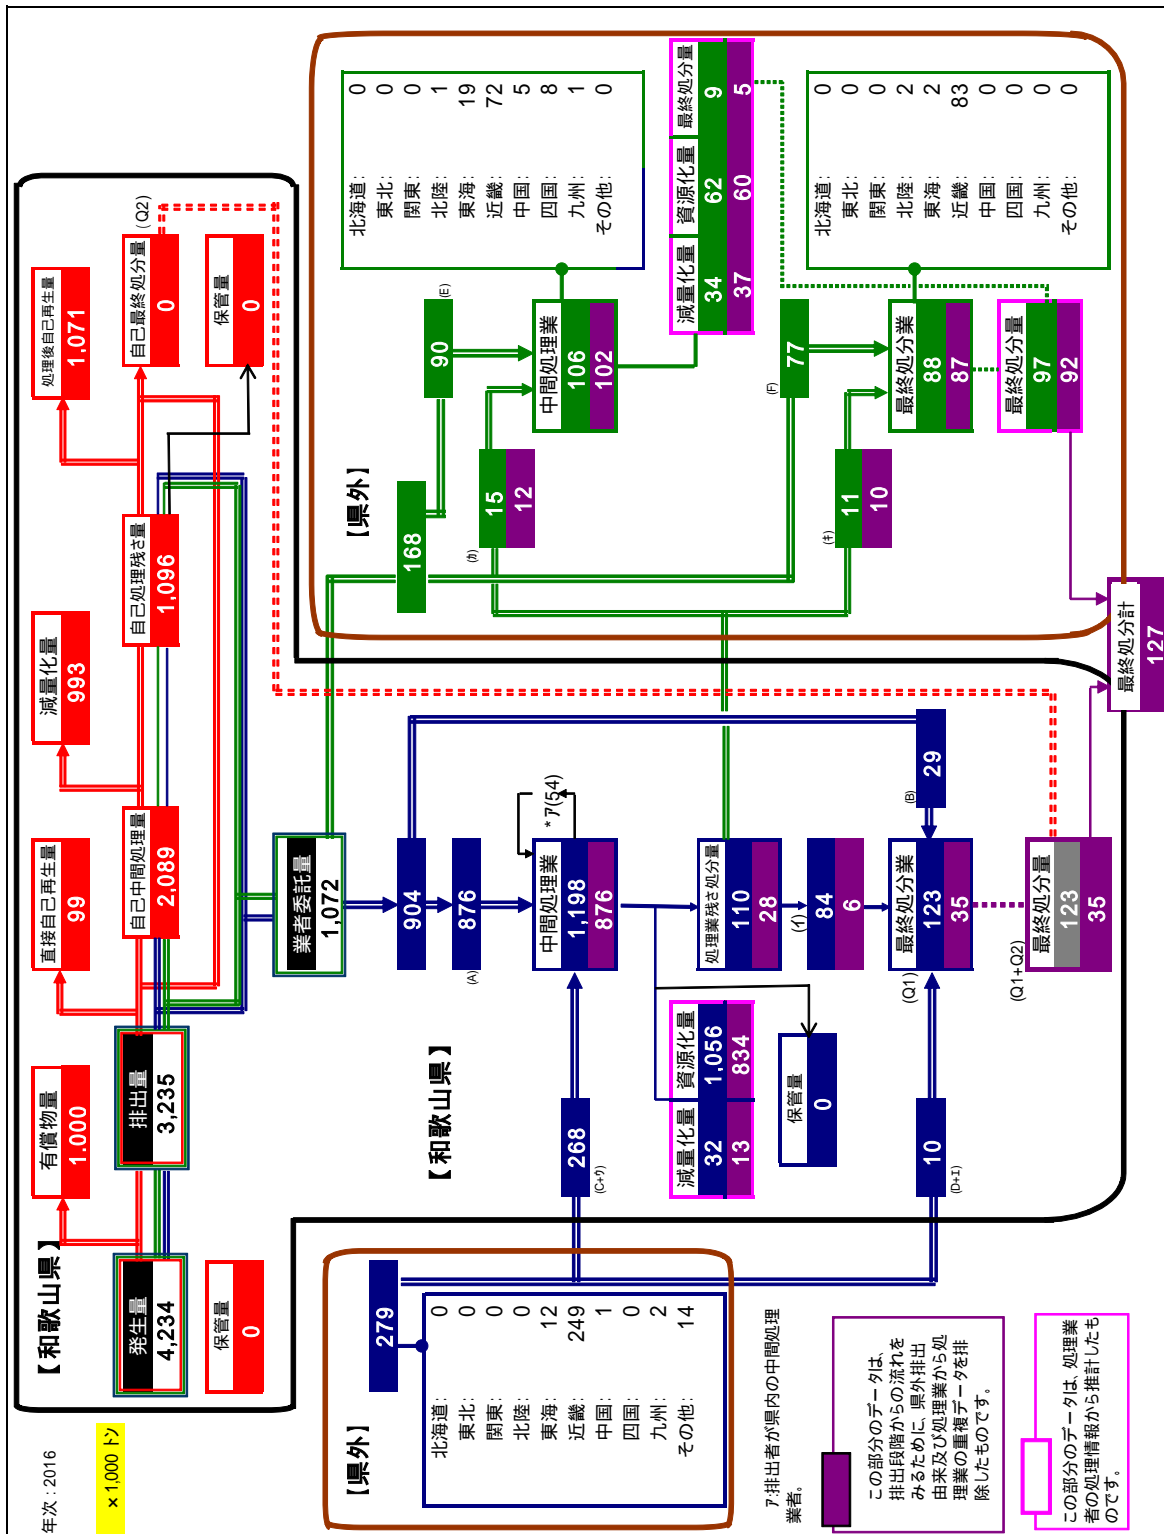 年次：2016
×1,000トン
【和歌山県】
発生量
4,234
保管量
0
有償物量
1.000
排出量
3,235
直接自己再生量
99
自己中間処理量
2,089
減量化量
993
自己処理残さ量
1,096
処理後自己再生量
1,071
自己最終処分量
0
(Q2)
保管量
0
業者委託量
1,072
【県外】
279
北海道： 0
東北： 0
関東： 0
北陸： 0
東海： 12
近畿： 249
中国： 1
四国： 0
九州： 2
その他： 14
【和歌山県】
904
876
(A)
268
(C+ウ)
中間処理業
1,198
876
*ア(54)
減量化量
32
13
資源化量
1,056
834
保管量
0
処理業残さ処分量
110
28
(イ)
84
6
29
(B)
10
(D+エ)
最終処分業
123
35
(Q1)
(Q1+Q2)
最終処分量
123
35
最終処分計
127
【県外】
168
90
(E)
(カ)
15
12
中間処理業
106
102
北海道： 0
東北： 0
関東： 0
北陸： 1
東海： 19
近畿： 72
中国： 5
四国： 8
九州： 1
その他： 0
減量化量
34
37
資源化量
62
60
最終処分量
9
5
(F)
77
(キ)
11
10
最終処分業
88
87
北海道： 0
東北： 0
関東： 0
北陸： 2
東海： 2
近畿： 83
中国： 0
四国： 0
九州： 0
その他： 0
最終処分量
97
92
ア:排出者が県内の中間処理
業者。
この部分のデータは、
排出段階からの流れを
みるために、県外排出
由来及び処理業から処
理業の重複データを排
除したものです。
この部分のデータは、処理業
者の処理情報から推計したも
のです。